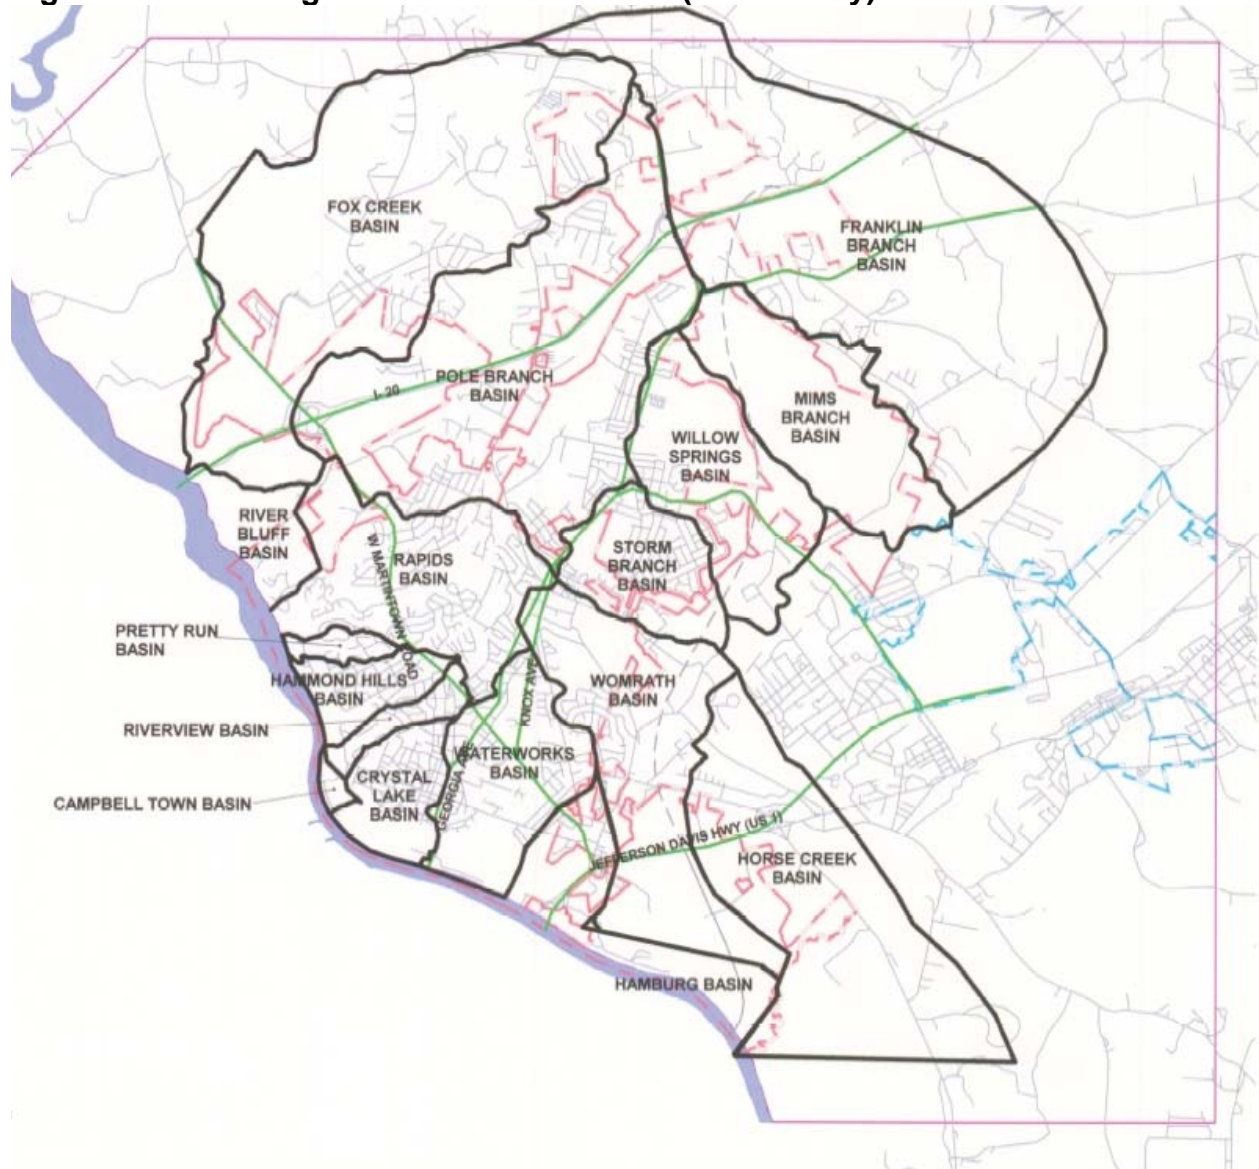 FOX CREEK
BASIN
FRANKLIN
BRANCH
BASIN
I- 20
POLE BRANCH
BASIN
MIMS
BRANCH
BASIN
WILLOW
SPRINGS
BASIN
RIVER
BLUFF
BASIN
W MARTINTOWN ROAD
RAPIDS
BASIN
STORM
BRANCH
BASIN
PRETTY RUN
BASIN
HAMMOND HILLS
BASIN
KNOX AVE
WOMRATH
BASIN
RIVERVIEW BASIN
WATERWORKS
BASIN
GEORGIA AVE
CRYSTAL
LAKE
BASIN
CAMPBELL TOWN BASIN
JEFFERSON DAVIS HWY (US 1)
HORSE CREEK
BASIN
HAMBURG BASIN